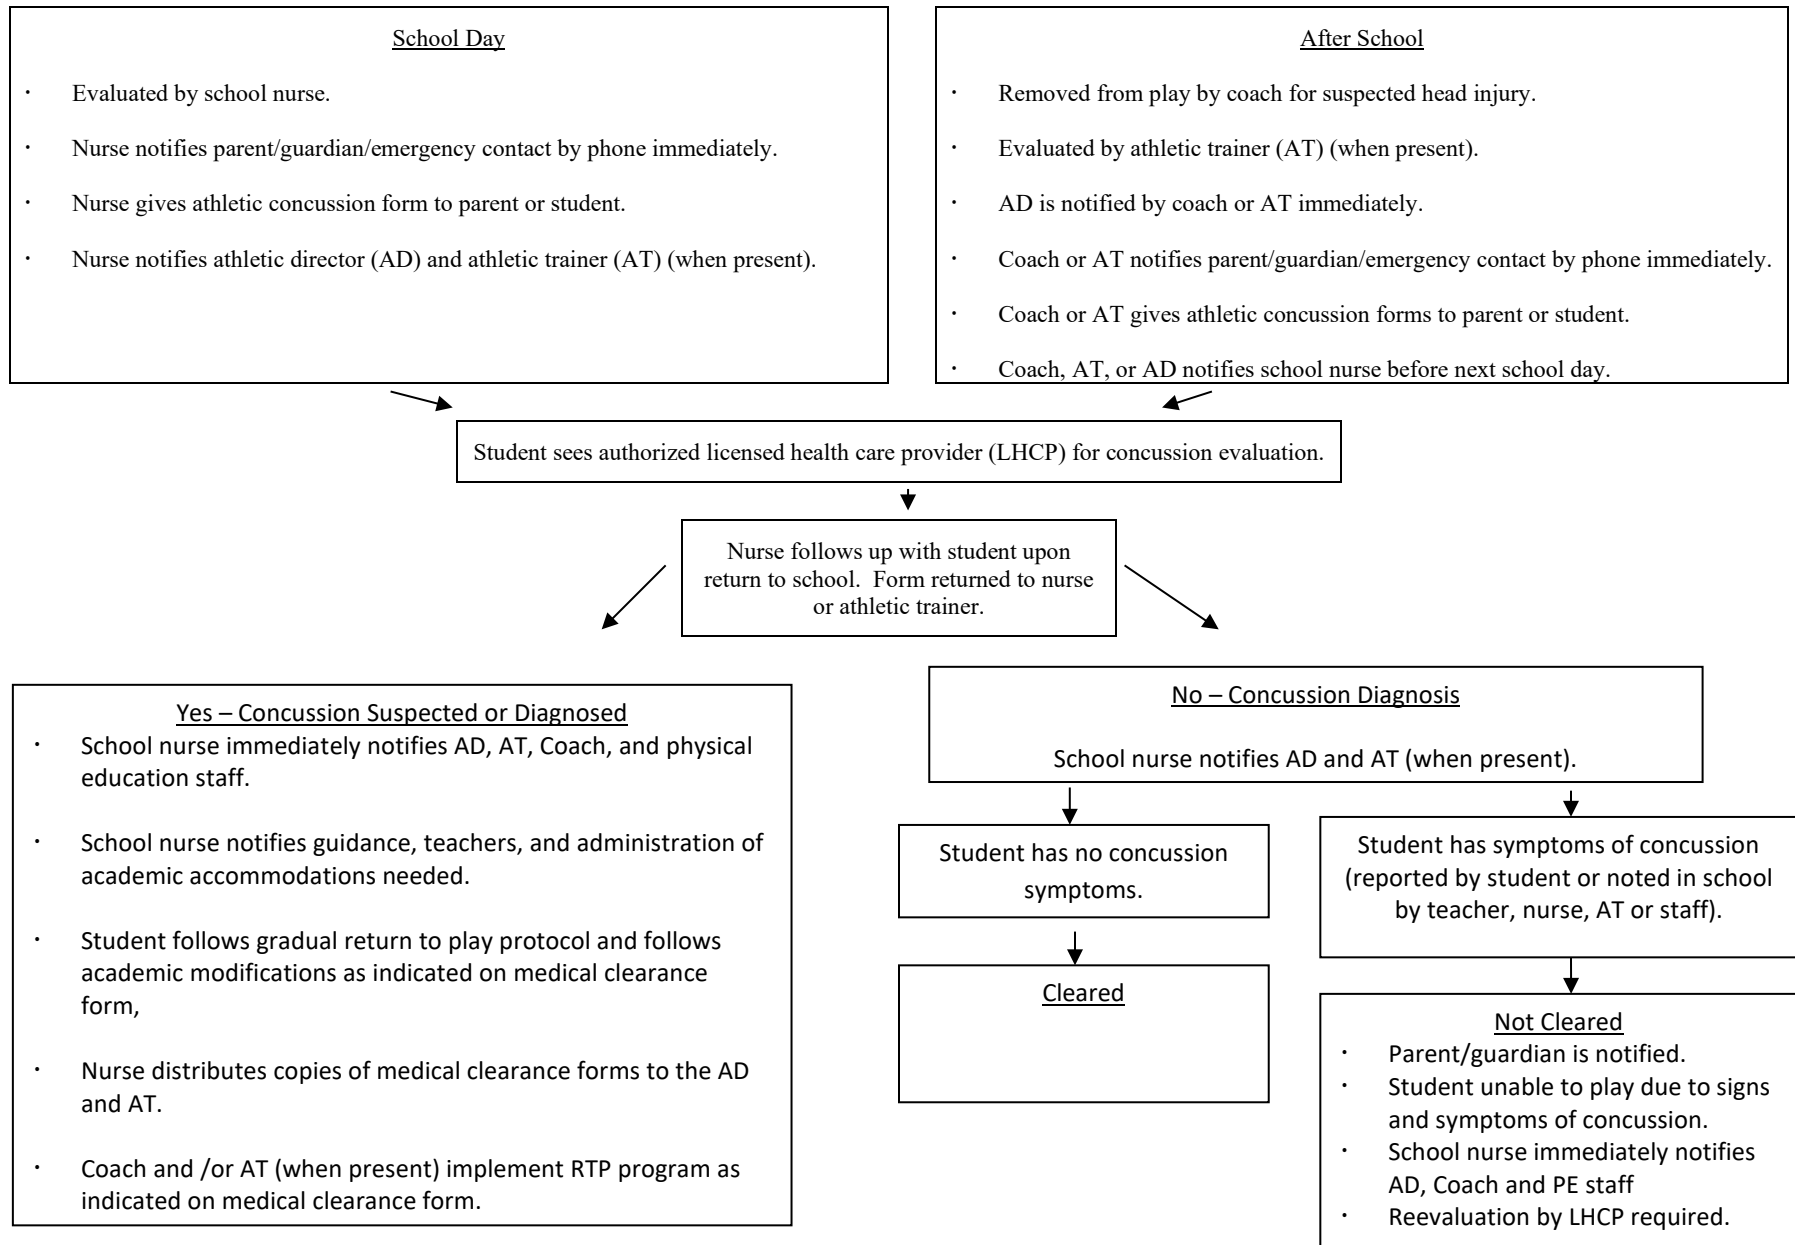 School Day
· Evaluated by school nurse.
· Nurse notifies parent/guardian/emergency contact by phone immediately.
· Nurse gives athletic concussion form to parent or student.
· Nurse notifies athletic director (AD) and athletic trainer (AT) (when present).
After School
· Removed from play by coach for suspected head injury.
· Evaluated by athletic trainer (AT) (when present).
· AD is notified by coach or AT immediately.
· Coach or AT notifies parent/guardian/emergency contact by phone immediately.
· Coach or AT gives athletic concussion forms to parent or student.
· Coach, AT, or AD notifies school nurse before next school day.
Student sees authorized licensed health care provider (LHCP) for concussion evaluation.
Nurse follows up with student upon
return to school. Form returned to nurse
or athletic trainer.
Yes – Concussion Suspected or Diagnosed
· School nurse immediately notifies AD, AT, Coach, and physical
education staff.
· School nurse notifies guidance, teachers, and administration of
academic accommodations needed.
· Student follows gradual return to play protocol and follows
academic modifications as indicated on medical clearance
form,
· Nurse distributes copies of medical clearance forms to the AD
and AT.
· Coach and /or AT (when present) implement RTP program as
indicated on medical clearance form.
No – Concussion Diagnosis
School nurse notifies AD and AT (when present).
Student has no concussion
symptoms.
Cleared
Student has symptoms of concussion
(reported by student or noted in school
by teacher, nurse, AT or staff).
Not Cleared
· Parent/guardian is notified.
· Student unable to play due to signs
and symptoms of concussion.
· School nurse immediately notifies
AD, Coach and PE staff
· Reevaluation by LHCP required.